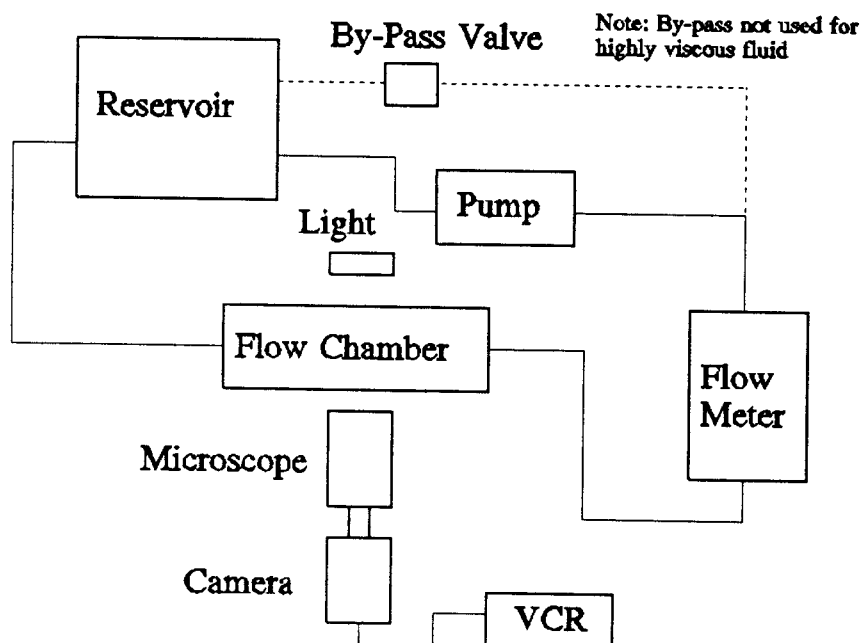 By-Pass Valve
Note: By-pass not used for
highly viscous fluid
Reservoir
Pump
Light
Flow Chamber
Flow
Meter
Microscope
Camera
VCR